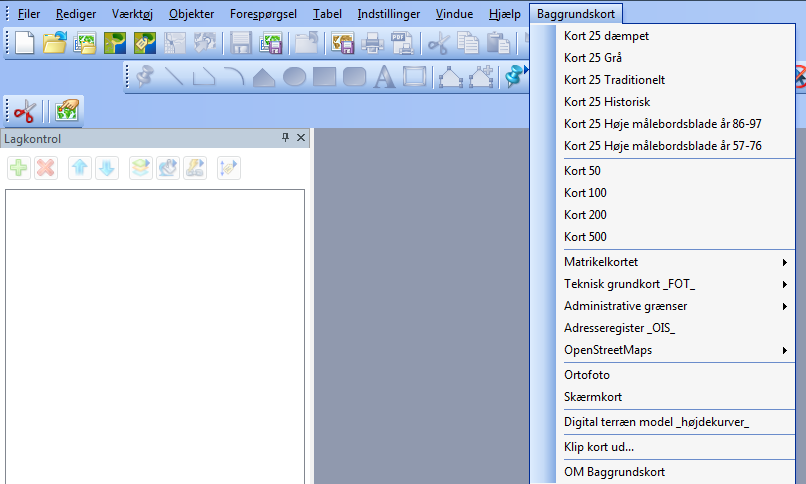 Filer Rediger Værktøj Objekter Forespørgsel Tabel Indstillinger Vindue Hjælp Baggrundskort
Kort 25 dæmpet
Kort 25 Grå
Kort 25 Traditionelt
Kort 25 Historisk
Kort 25 Høje målebordsblade år 86-97
Kort 25 Høje målebordsblade år 57-76
Kort 50
Kort 100
Kort 200
Kort 500
Matrikelkortet
Teknisk grundkort _FOT_
Administrative grænser
Adresseregister _OIS_
OpenStreetMaps
Ortofoto
Skærmkort
Digital terræn model _højdekurver_
Klip kort ud...
OM Baggrundskort
PDF
A
Lagkontrol